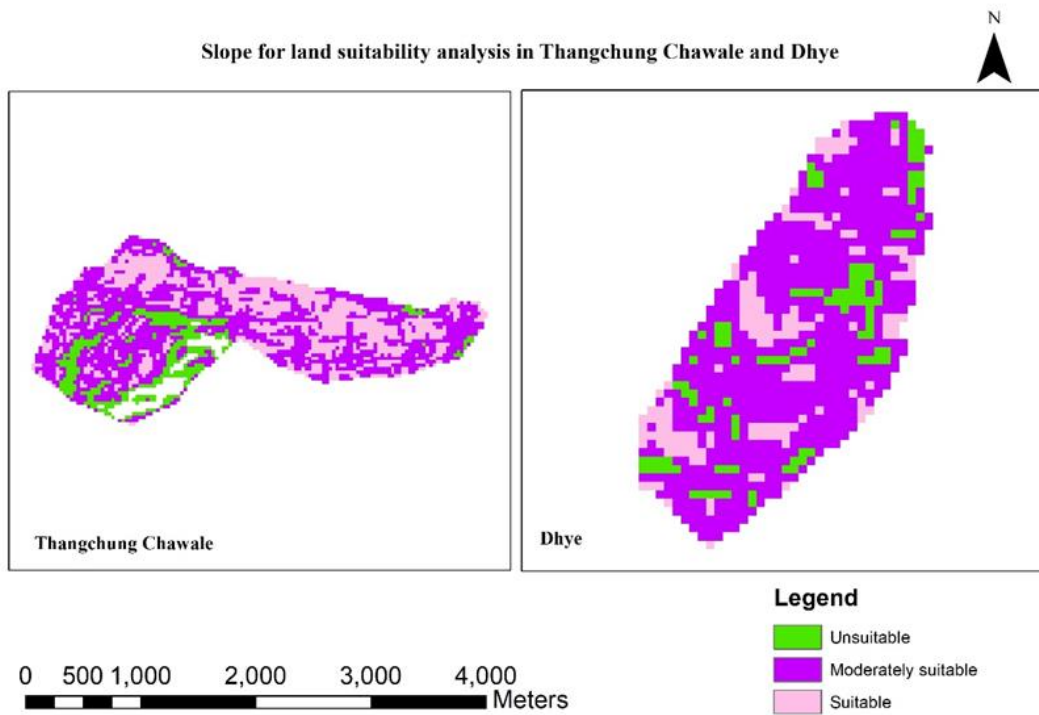 N
Slope for land suitability analysis in Thangchung Chawale and Dhye
Thangchung Chawale
Dhye
Legend
Unsuitable
Moderately suitable
Suitable
0 500 1,000 2,000 3,000 4,000
Meters